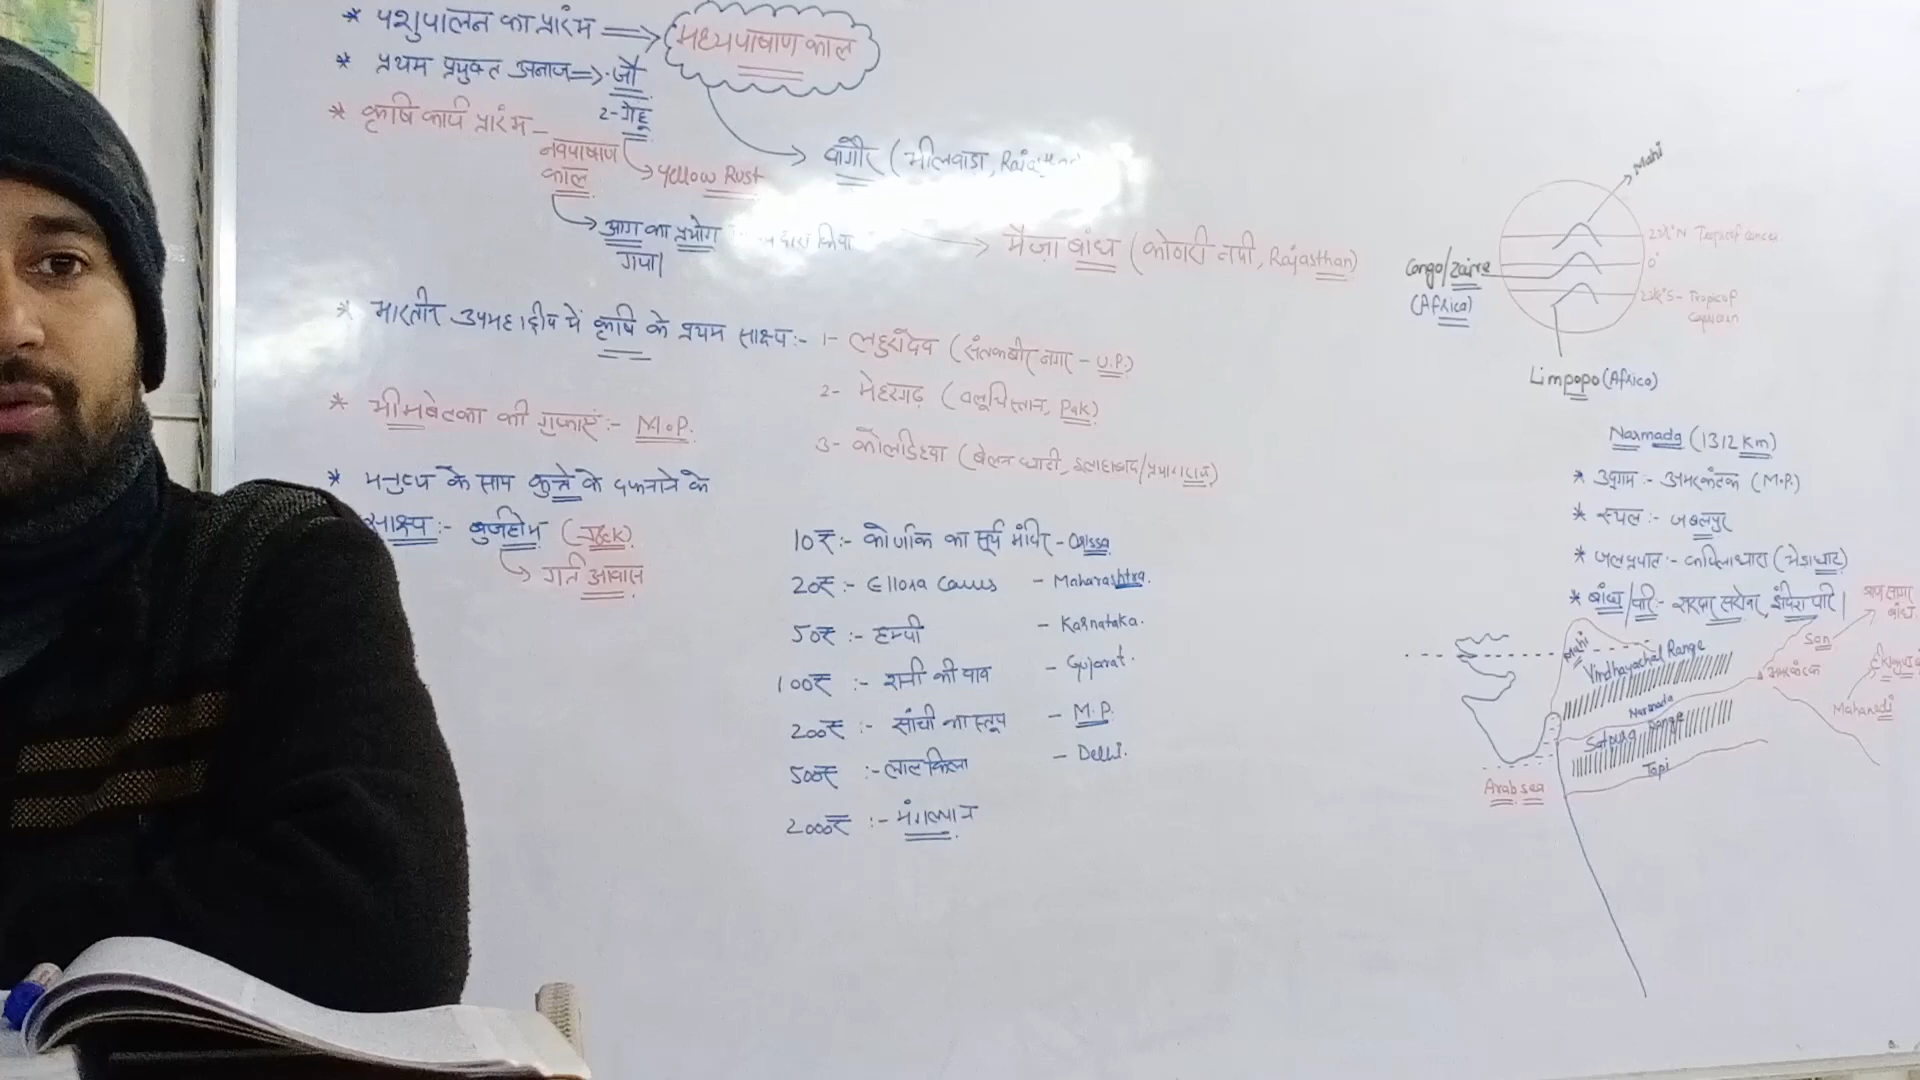 * पशुपालन का प्रारंभ ⇒ मध्यपाषाण काल
* प्रथम प्रयुक्त अनाज ⇒ जौ
2- गेहूं
* कृषि कार्य प्रारंभ - नवपाषाण काल
Yellow Rust
बागौर (भीलवाड़ा,
आग का प्रयोग
गया।
मैजा बांध (कोठारी नदी, Rajasthan)
* भारतीय उपमहाद्वीप में कृषि के प्रथम साक्ष्य :- 1- लहुरादेव (संतकबीर नगर - U.P.)
2- मेहरगढ़ (बलूचिस्तान, Pak)
3- कोलडिहवा (बेलन घाटी, इलाहाबाद/प्रयागराज)
* भीमबेटका की गुफाएं :- M.P.
* मनुष्य के साथ कुत्ते के दफनाने के
साक्ष्य :- बुर्जहोम (J&K)
गर्त आवास
10₹ :- कोर्णाक का सूर्य मंदिर - Orissa
20₹ :- Ellora Caves - Maharashtra.
50₹ :- हम्पी - Karnataka.
100₹ :- रानी की वाव - Gujarat.
200₹ :- सांची का स्तूप - M.P.
500₹ :- लाल किला - Delhi.
2000₹ :- मंगलयान
Mahi
23½°N Tropic of Cancer
0°
Congo/Zaire
(Africa)
23½°S - Tropic of
Capricorn
Limpopo (Africa)
Narmada (1312 Km)
* उद्गम :- अमरकंटक (M.P.)
* स्थल :- जबलपुर
* जलप्रपात :- कपिलाधारा (भेड़ाघाट)
* बांध/परि :- सरदार सरोवर, इंदिरा परि।
बांध
Son
Mahi
Vindhayachal Range
अमरकंटक
Narmada
Mahanadi
Satpura Range
Tapi
Arab sea